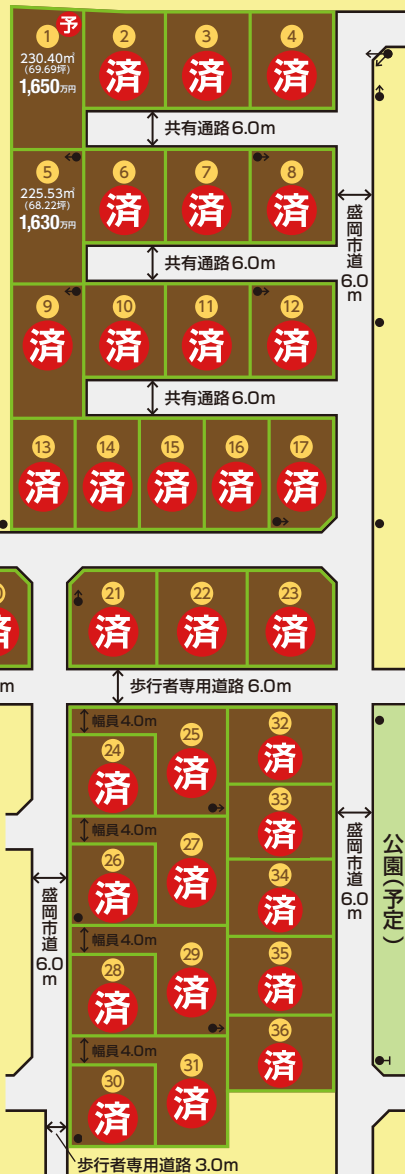 1 予 2 3 4
230.40㎡
(69.69坪)
1,650万円
済 済 済
共有通路6.0m
5 6 7 8
225.53㎡
(68.22坪)
1,630万円
済 済 済
盛岡市道6.0m
共有通路6.0m
9 10 11 12
済 済 済 済
共有通路6.0m
13 14 15 16 17
済 済 済 済 済
21 22 23
済 済 済 済
m
歩行者専用道路 6.0m
幅員4.0m
24 25 32
済 済 済
33
済
幅員4.0m
26 27 34
済 済 済
盛岡市道6.0m
公園(予定)
盛岡市道6.0m
幅員4.0m
28 29 35
済 済 済
36
済
幅員4.0m
30 31
済 済
歩行者専用道路 3.0m